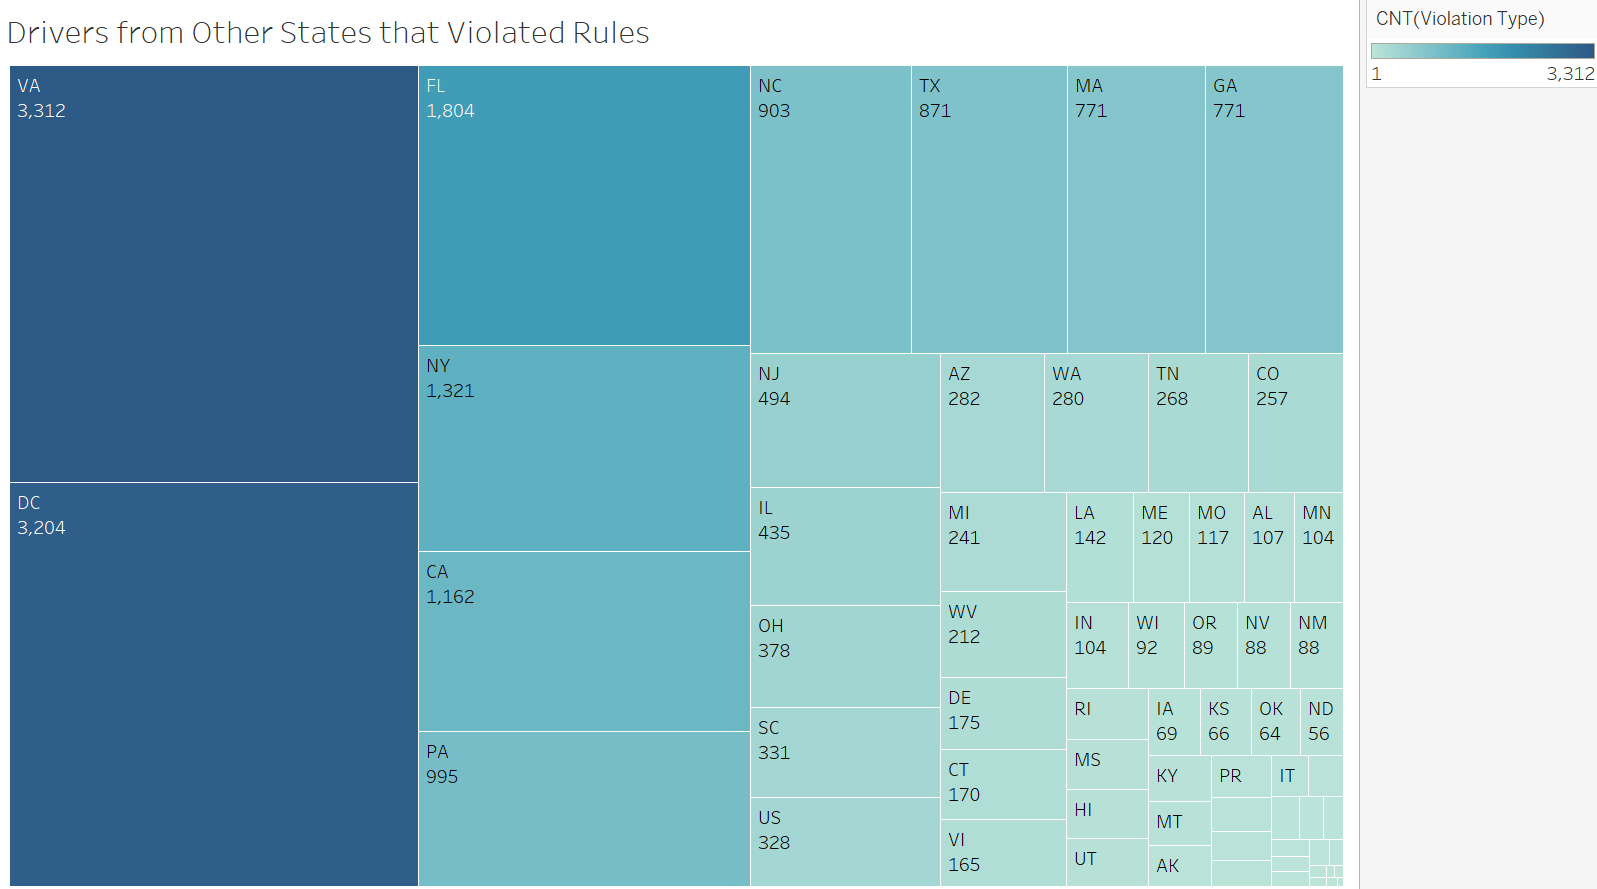 Drivers from Other States that Violated Rules
CNT(Violation Type)
1
3,312
VA
3,312
DC
3,204
FL
1,804
NY
1,321
CA
1,162
PA
995
NC
903
TX
871
MA
771
GA
771
NJ
494
IL
435
OH
378
SC
331
US
328
AZ
282
WA
280
TN
268
CO
257
MI
241
WV
212
DE
175
CT
170
VI
165
LA
142
ME
120
MO
117
AL
107
MN
104
IN
104
WI
92
OR
89
NV
88
NM
88
RI
MS
HI
UT
IA
69
KS
66
OK
64
ND
56
KY
MT
AK
PR
IT